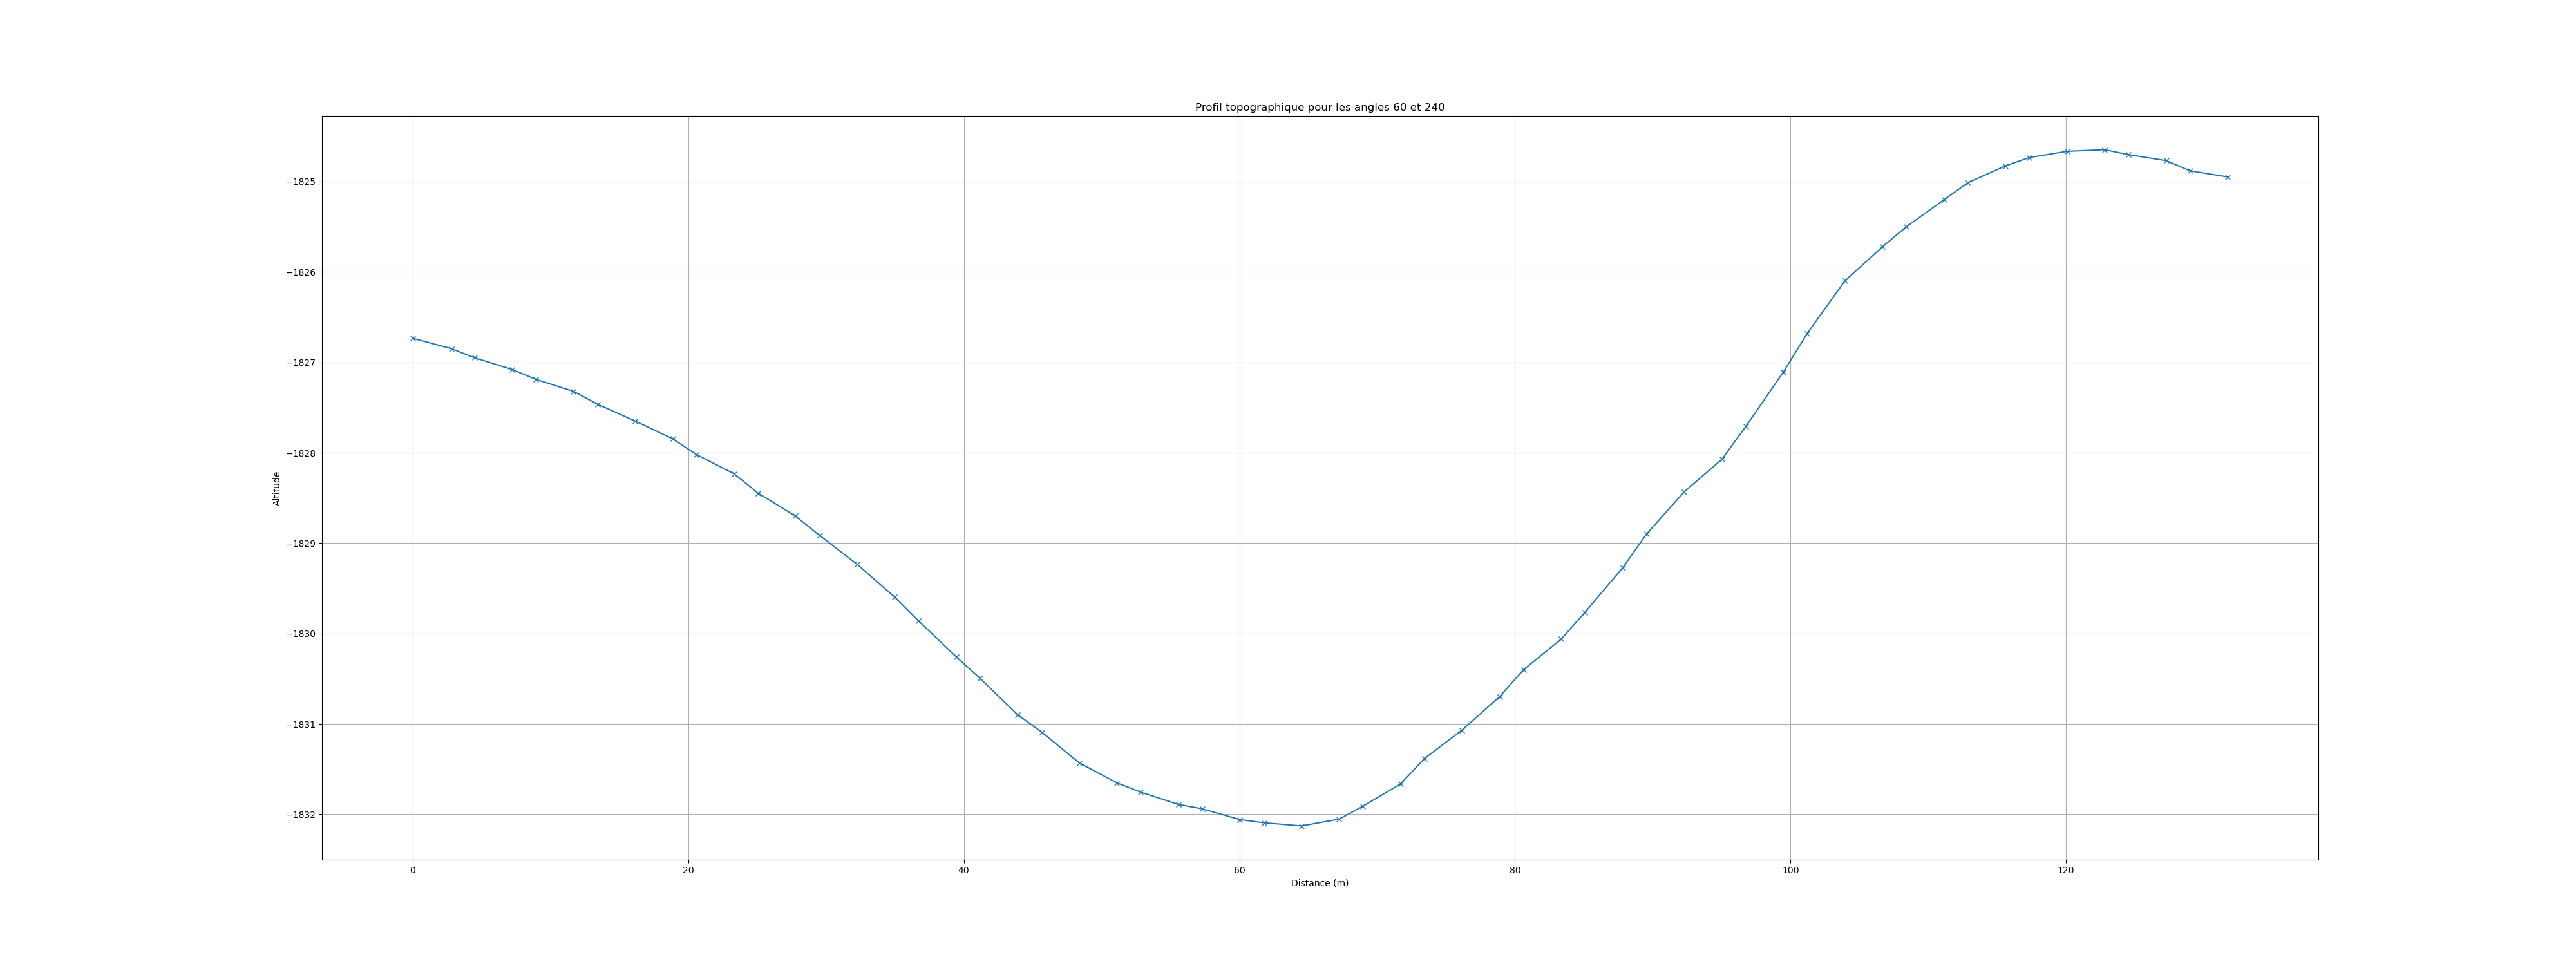 Profil topographique pour les angles 60 et 240
Altitude
−1825
−1826
−1827
−1828
−1829
−1830
−1831
−1832
0 20 40 60 80 100 120
Distance (m)